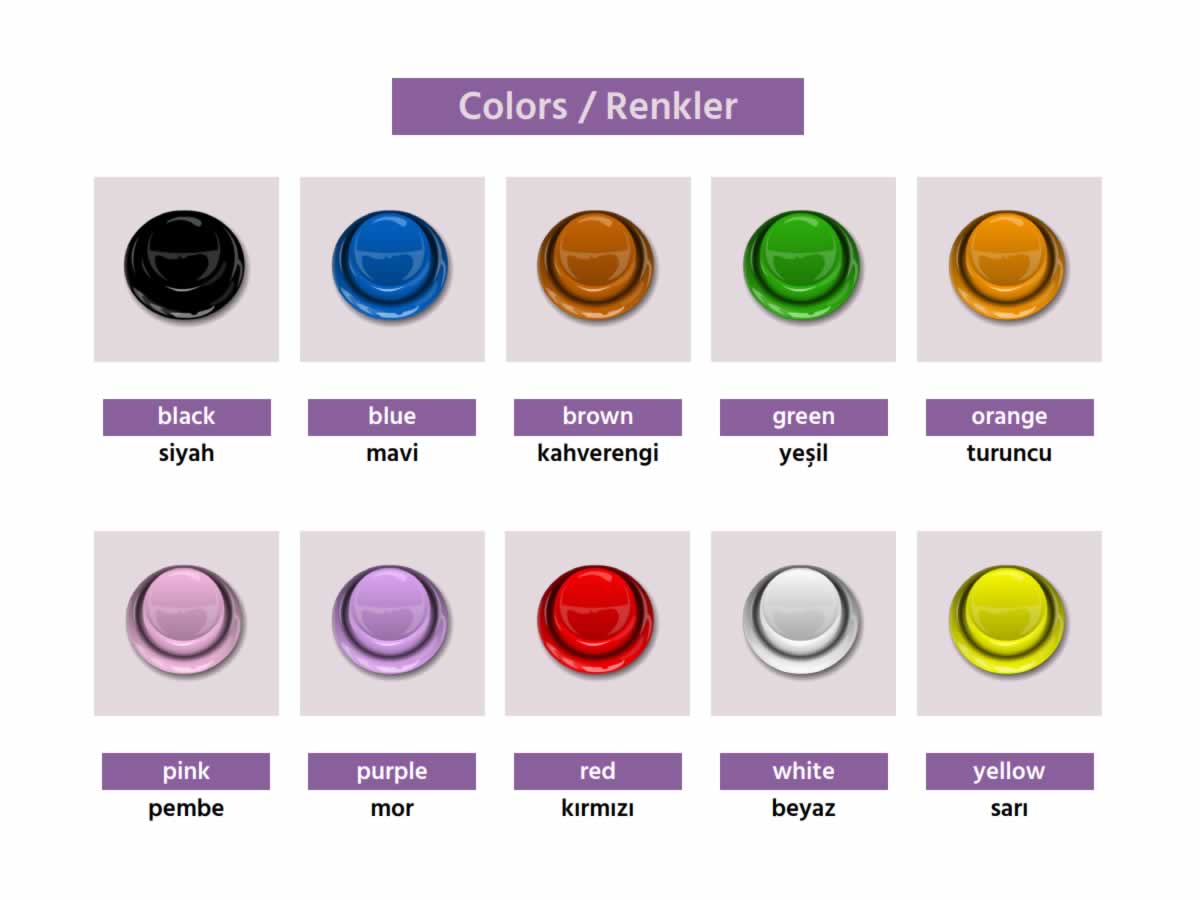 Colors / Renkler
black
siyah
blue
mavi
brown
kahverengi
green
yeşil
orange
turuncu
pink
pembe
purple
mor
red
kırmızı
white
beyaz
yellow
sarı